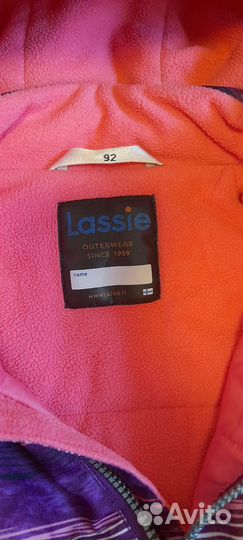 92
Lassie
OUTERWEAR
SINCE 1959
name
WWW.LASSIE.FI
Avito